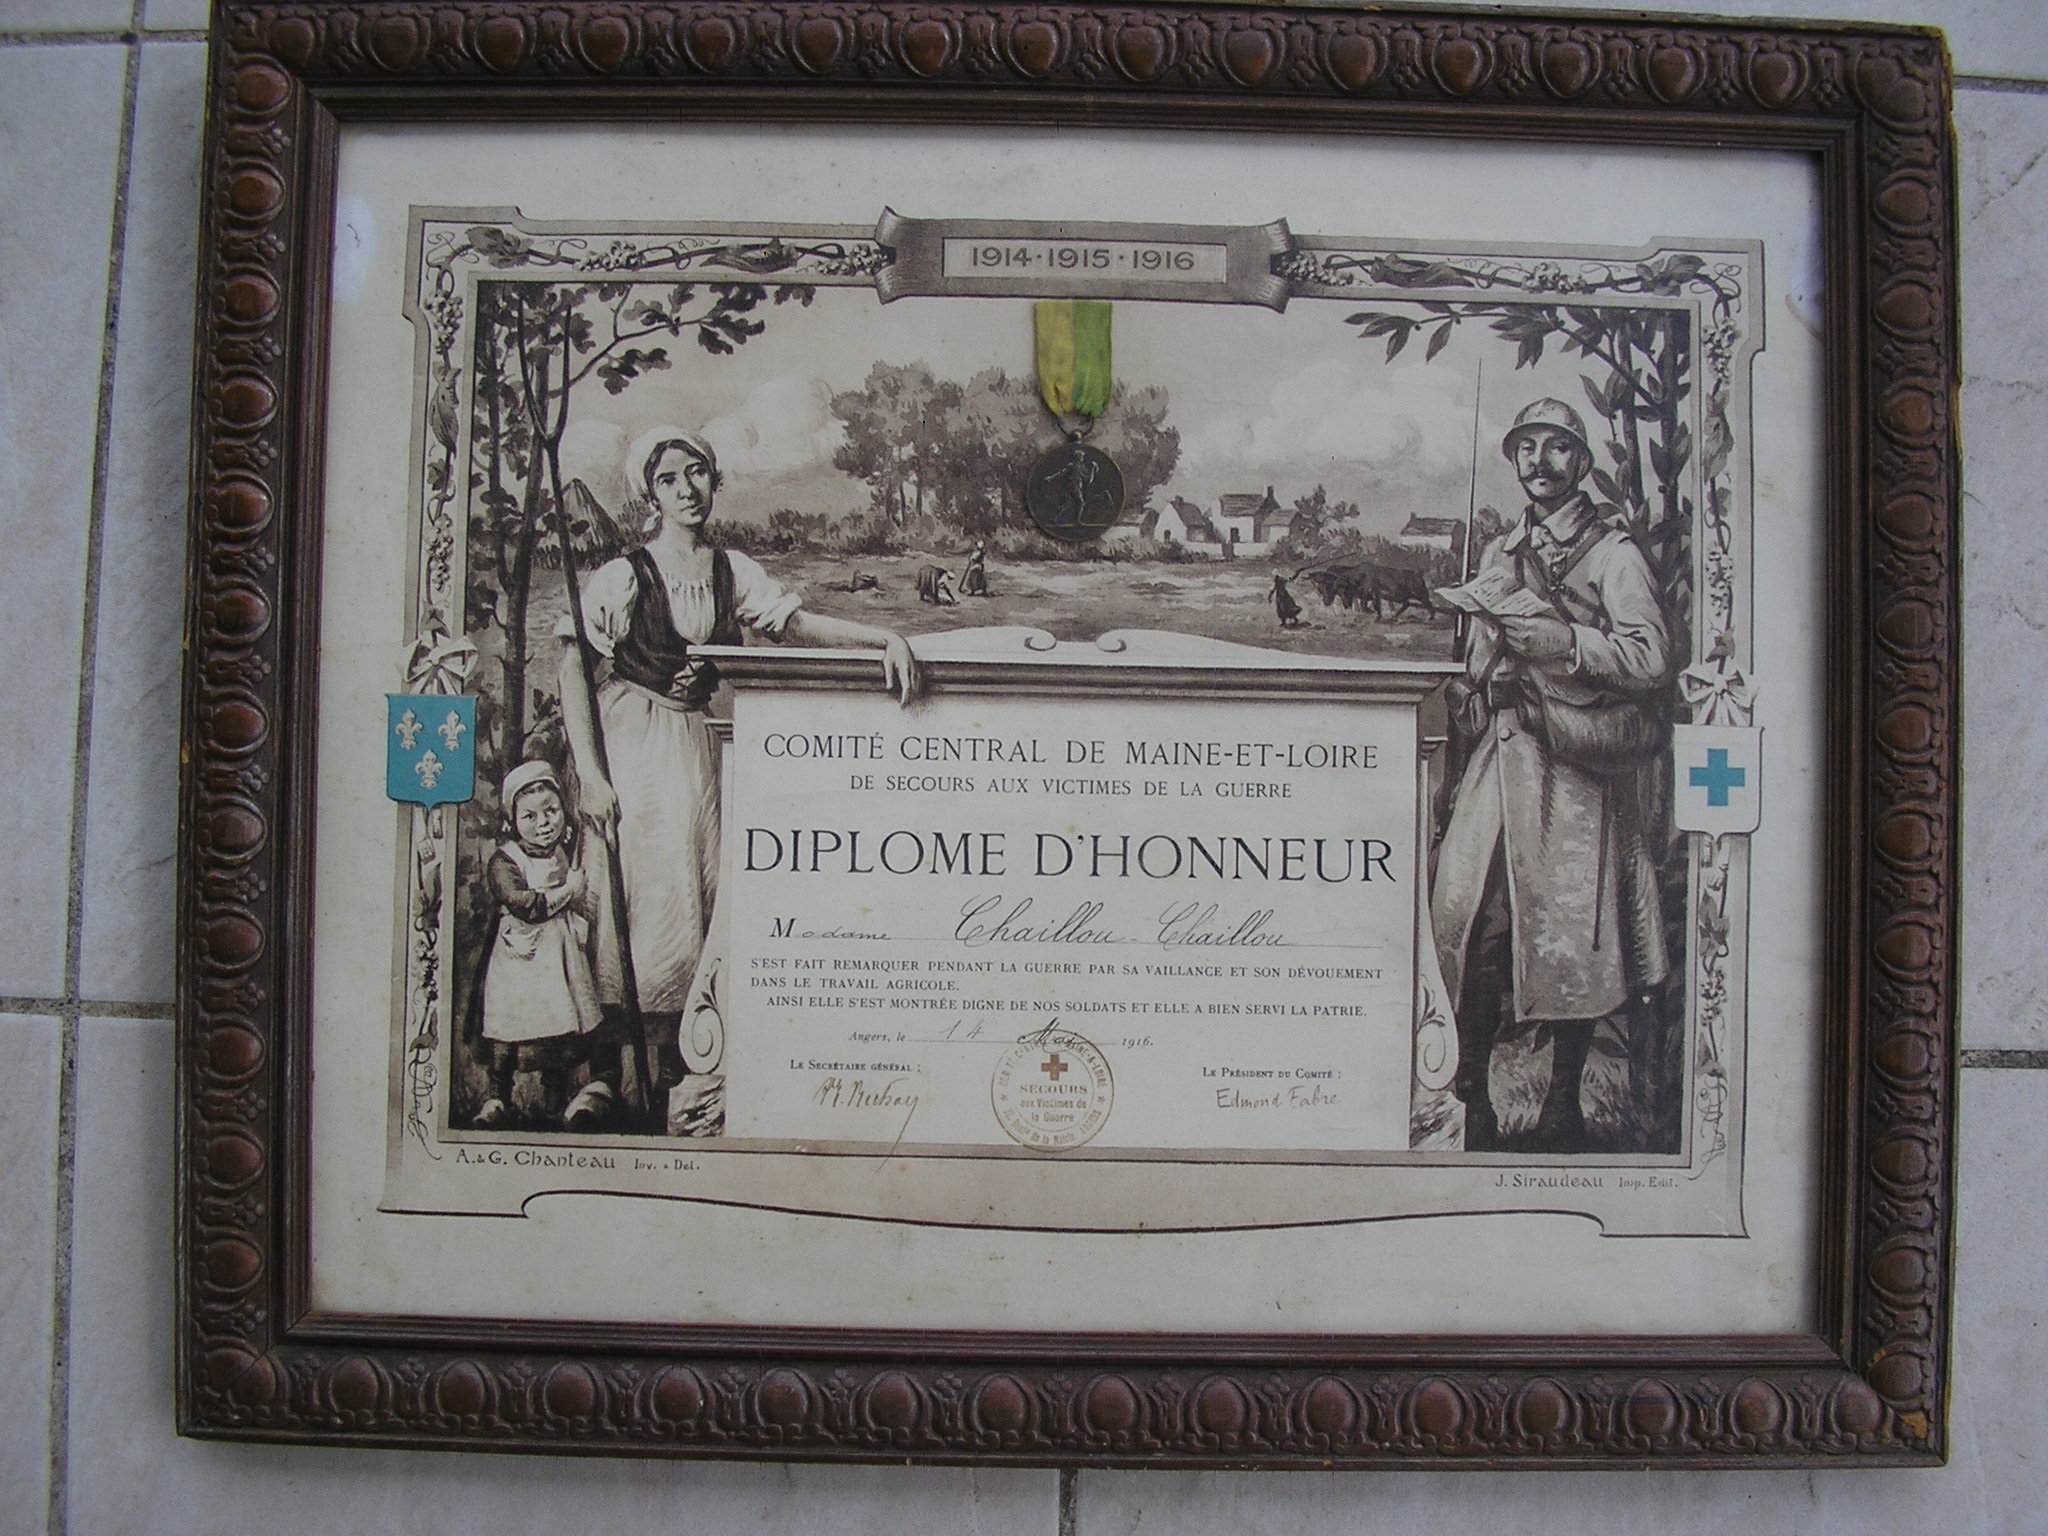 1914·1915·1916
COMITÉ CENTRAL DE MAINE-ET-LOIRE
DE SECOURS AUX VICTIMES DE LA GUERRE
DIPLOME D'HONNEUR
Madame Chaillou-Chaillou
S'EST FAIT REMARQUER PENDANT LA GUERRE PAR SA VAILLANCE ET SON DÉVOUEMENT
DANS LE TRAVAIL AGRICOLE.
AINSI ELLE S'EST MONTRÉE DIGNE DE NOS SOLDATS ET ELLE A BIEN SERVI LA PATRIE.
Angers, le 14 Mai 1916.
LE SECRÉTAIRE GÉNÉRAL :
LE PRÉSIDENT DU COMITÉ :
Edmond Fabre
SECOURS
aux Victimes de
la Guerre
A. & G. Chanteau Inv. & Del.
J. Siraudeau Imp. Edit.